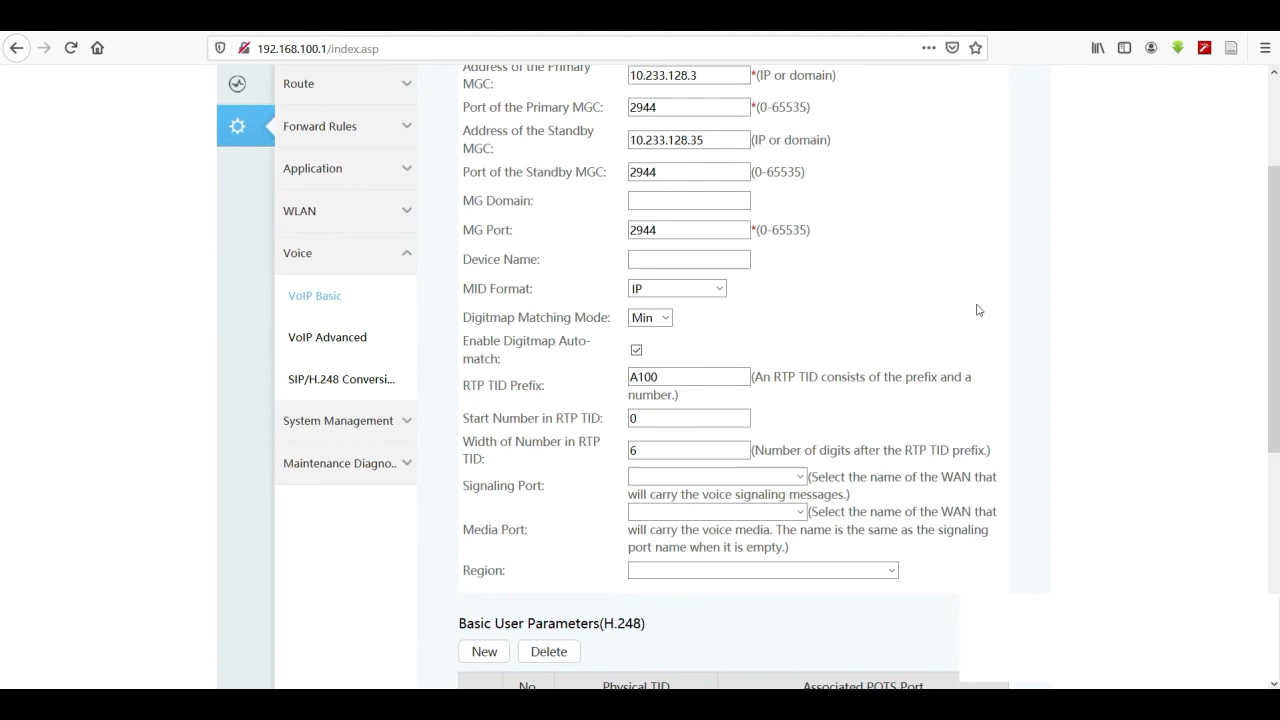 192.168.100.1/index.asp
Route
Forward Rules
Application
WLAN
Voice
VoIP Basic
VoIP Advanced
SIP/H.248 Conversi...
System Management
Maintenance Diagno..
Address of the Primary
MGC:
10.233.128.3
*(IP or domain)
Port of the Primary MGC:
2944
*(0-65535)
Address of the Standby
MGC:
10.233.128.35
(IP or domain)
Port of the Standby MGC:
2944
(0-65535)
MG Domain:
MG Port:
2944
*(0-65535)
Device Name:
MID Format:
IP
Digitmap Matching Mode:
Min
Enable Digitmap Auto-
match:
RTP TID Prefix:
A100
(An RTP TID consists of the prefix and a
number.)
Start Number in RTP TID:
0
Width of Number in RTP
TID:
6
(Number of digits after the RTP TID prefix.)
Signaling Port:
(Select the name of the WAN that
will carry the voice signaling messages.)
Media Port:
(Select the name of the WAN that
will carry the voice media. The name is the same as the signaling
port name when it is empty.)
Region:
Basic User Parameters(H.248)
New
Delete
No
Physical TID
Associated POTS Port